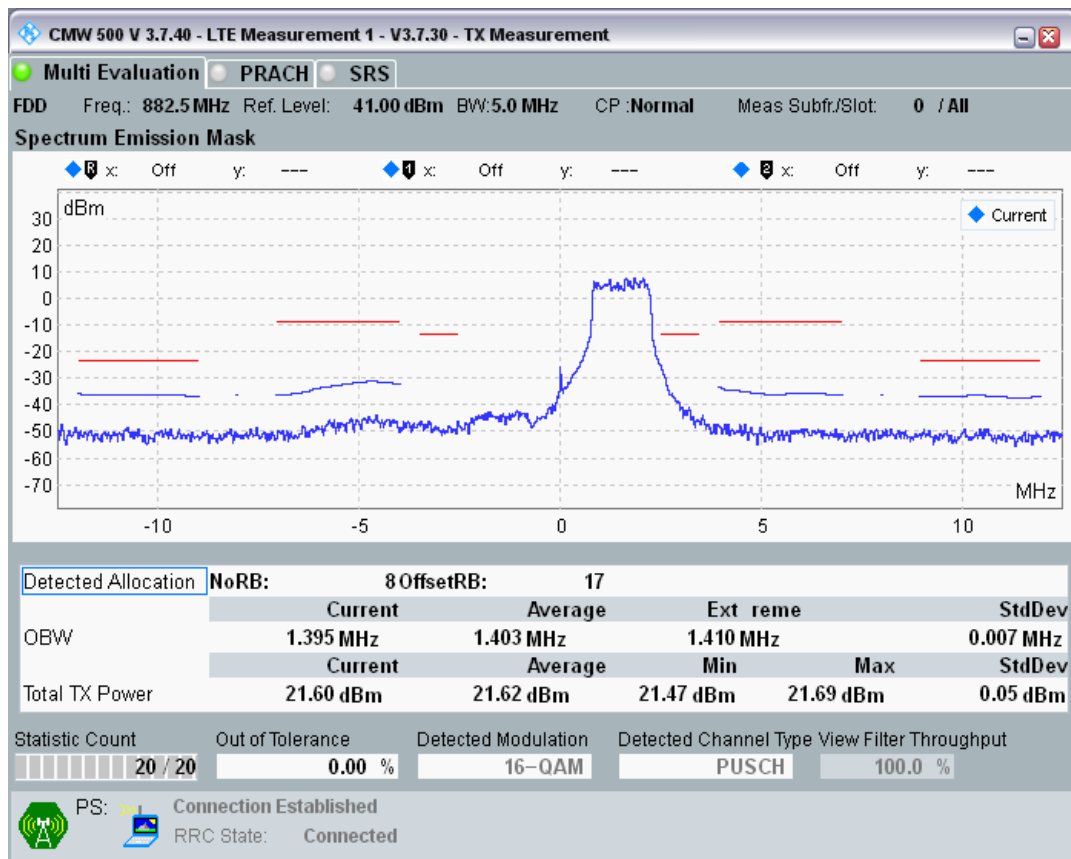 CMW 500 V 3.7.40 - LTE Measurement 1 - V3.7.30 - TX Measurement
Multi Evaluation PRACH SRS
FDD Freq.: 882.5 MHz Ref. Level: 41.00 dBm BW:5.0 MHz CP :Normal Meas Subfr./Slot: 0 / All
Spectrum Emission Mask
R x: Off y: --- 1 x: Off y: --- 2 x: Off y: ---
dBm
Current
30
20
10
0
-10
-20
-30
-40
-50
-60
-70
MHz
-10 -5 0 5 10
Detected Allocation NoRB: 8 OffsetRB: 17
Current Average Ext reme StdDev
OBW 1.395 MHz 1.403 MHz 1.410 MHz 0.007 MHz
Current Average Min Max StdDev
Total TX Power 21.60 dBm 21.62 dBm 21.47 dBm 21.69 dBm 0.05 dBm
Statistic Count Out of Tolerance Detected Modulation Detected Channel Type View Filter Throughput
20 / 20 0.00 % 16-QAM PUSCH 100.0 %
PS: Connection Established
RRC State: Connected